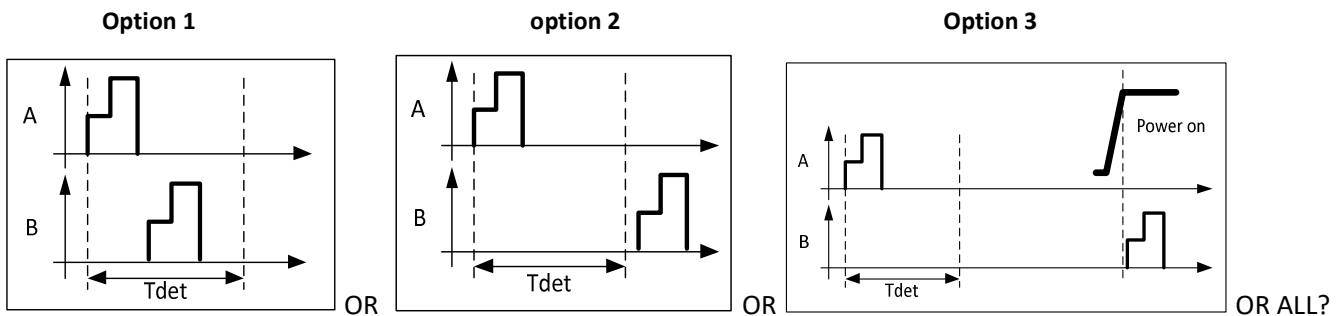 Option 1
option 2
Option 3
A
B
Tdet
OR
A
B
Tdet
OR
Power on
A
B
Tdet
OR ALL?